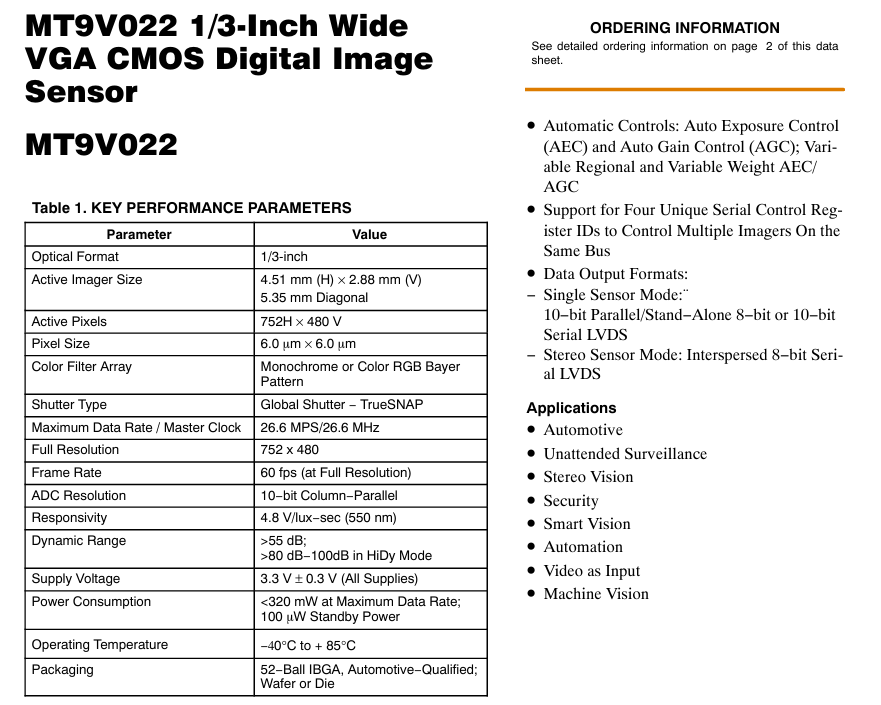 MT9V022 1/3-Inch Wide
VGA CMOS Digital Image
Sensor
MT9V022
Table 1. KEY PERFORMANCE PARAMETERS
Parameter Value
Optical Format 1/3-inch
Active Imager Size 4.51 mm (H) × 2.88 mm (V)
5.35 mm Diagonal
Active Pixels 752H × 480 V
Pixel Size 6.0 μm × 6.0 μm
Color Filter Array Monochrome or Color RGB Bayer
Pattern
Shutter Type Global Shutter − TrueSNAP
Maximum Data Rate / Master Clock 26.6 MPS/26.6 MHz
Full Resolution 752 x 480
Frame Rate 60 fps (at Full Resolution)
ADC Resolution 10−bit Column−Parallel
Responsivity 4.8 V/lux−sec (550 nm)
Dynamic Range >55 dB;
>80 dB−100dB in HiDy Mode
Supply Voltage 3.3 V ± 0.3 V (All Supplies)
Power Consumption <320 mW at Maximum Data Rate;
100 μW Standby Power
Operating Temperature −40°C to + 85°C
Packaging 52−Ball IBGA, Automotive−Qualified;
Wafer or Die
ORDERING INFORMATION
See detailed ordering information on page 2 of this data
sheet.
• Automatic Controls: Auto Exposure Control
(AEC) and Auto Gain Control (AGC); Vari-
able Regional and Variable Weight AEC/
AGC
• Support for Four Unique Serial Control Reg-
ister IDs to Control Multiple Imagers On the
Same Bus
• Data Output Formats:
− Single Sensor Mode:¨
10−bit Parallel/Stand−Alone 8−bit or 10−bit
Serial LVDS
− Stereo Sensor Mode: Interspersed 8−bit Seri-
al LVDS
Applications
• Automotive
• Unattended Surveillance
• Stereo Vision
• Security
• Smart Vision
• Automation
• Video as Input
• Machine Vision